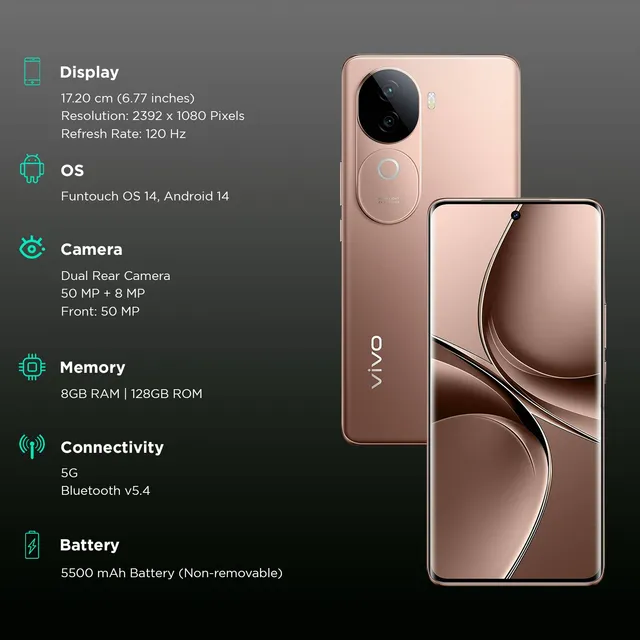 Display
17.20 cm (6.77 inches)
Resolution: 2392 x 1080 Pixels
Refresh Rate: 120 Hz
OS
Funtouch OS 14, Android 14
Camera
Dual Rear Camera
50 MP + 8 MP
Front: 50 MP
Memory
8GB RAM | 128GB ROM
Connectivity
5G
Bluetooth v5.4
Battery
5500 mAh Battery (Non-removable)
vivo